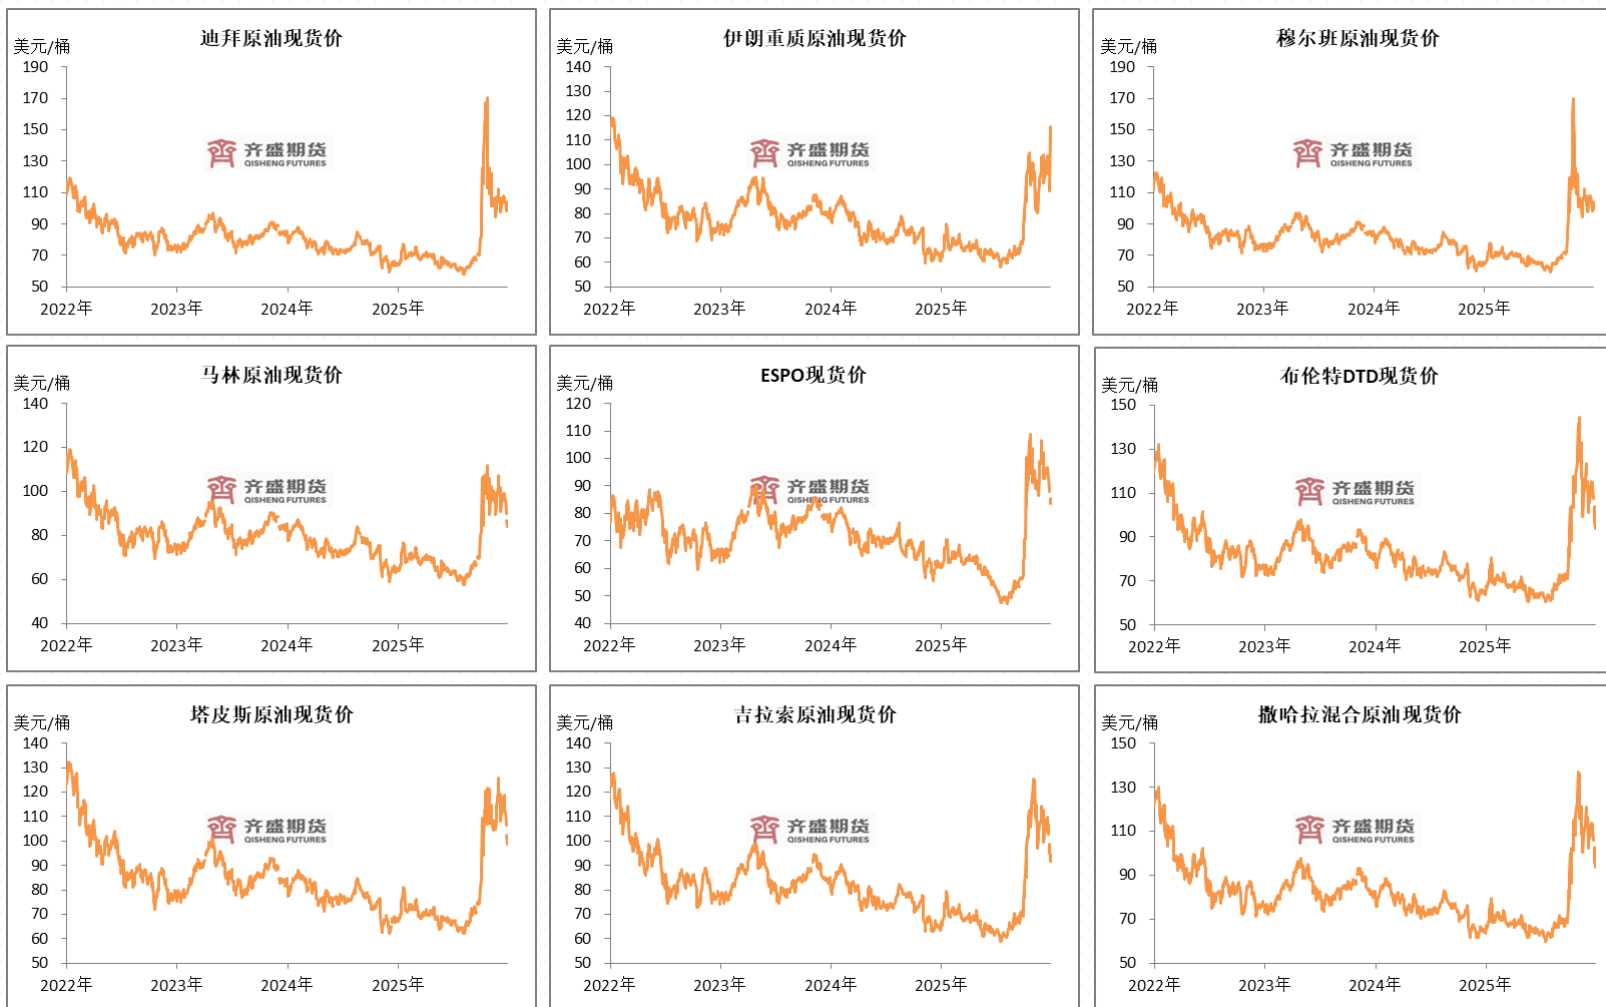 迪拜原油现货价
美元/桶
190
170
150
130
110
90
70
50
2022年 2023年 2024年 2025年
齐盛期货
QISHENG FUTURES
伊朗重质原油现货价
美元/桶
140
130
120
110
100
90
80
70
60
50
2022年 2023年 2024年 2025年
齐盛期货
QISHENG FUTURES
穆尔班原油现货价
美元/桶
190
170
150
130
110
90
70
50
2022年 2023年 2024年 2025年
齐盛期货
QISHENG FUTURES
马林原油现货价
美元/桶
140
120
100
80
60
40
2022年 2023年 2024年 2025年
齐盛期货
QISHENG FUTURES
ESPO现货价
美元/桶
120
110
100
90
80
70
60
50
40
2022年 2023年 2024年 2025年
齐盛期货
QISHENG FUTURES
布伦特DTD现货价
美元/桶
150
130
110
90
70
50
2022年 2023年 2024年 2025年
齐盛期货
QISHENG FUTURES
塔皮斯原油现货价
美元/桶
140
130
120
110
100
90
80
70
60
50
2022年 2023年 2024年 2025年
齐盛期货
QISHENG FUTURES
吉拉索原油现货价
美元/桶
140
130
120
110
100
90
80
70
60
50
2022年 2023年 2024年 2025年
齐盛期货
QISHENG FUTURES
撒哈拉混合原油现货价
美元/桶
150
130
110
90
70
50
2022年 2023年 2024年 2025年
齐盛期货
QISHENG FUTURES